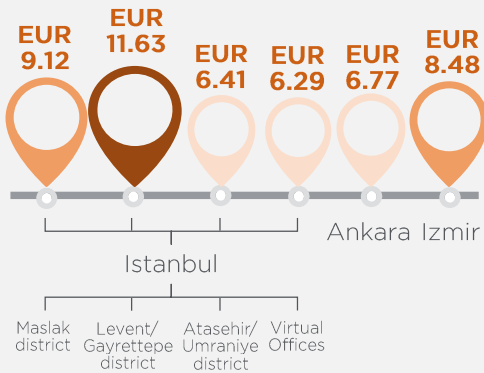 EUR
9.12
EUR
11.63
EUR
6.41
EUR
6.29
EUR
6.77
EUR
8.48
Ankara Izmir
Istanbul
Maslak
district
Levent/
Gayrettepe
district
Atasehir/
Umraniye
district
Virtual
Offices